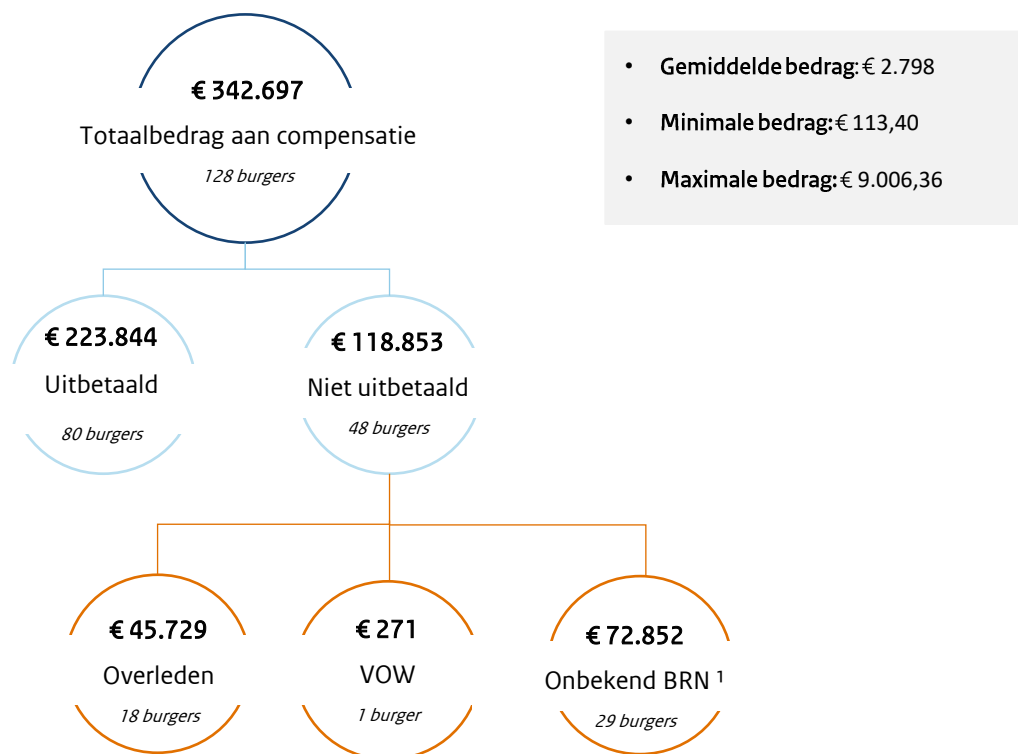 € 342.697
Totaalbedrag aan compensatie
128 burgers
• Gemiddelde bedrag: € 2.798
• Minimale bedrag: € 113,40
• Maximale bedrag: € 9.006,36
€ 223.844
Uitbetaald
80 burgers
€ 118.853
Niet uitbetaald
48 burgers
€ 45.729
Overleden
18 burgers
€ 271
VOW
1 burger
€ 72.852
Onbekend BRN ¹
29 burgers